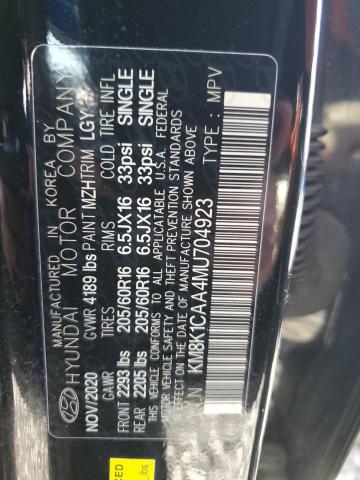 MANUFACTURED IN KOREA BY
HYUNDAI MOTOR COMPANY
NOV/2020 GVWR 4189 lbs PAINT MZH TRIM LGY
GAWR TIRES RIMS COLD TIRE INFL
FRONT 2293 lbs 205/60R16 6.5JX16 33psi SINGLE
REAR 2205 lbs 205/60R16 6.5JX16 33psi SINGLE
THIS VEHICLE CONFORMS TO ALL APPLICABLE U.S.A. FEDERAL
MOTOR VEHICLE SAFETY, BUMPER, AND THEFT PREVENTION STANDARDS
IN EFFECT ON THE DATE OF MANUFACTURE SHOWN ABOVE
V.I.N : KM8K1CAA4MU704923 TYPE : MPV
CED
lbs